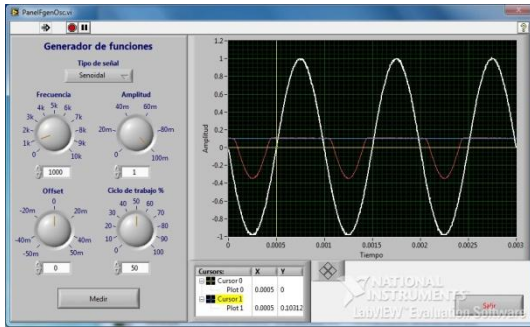 PanelFgenOsc.vi
Generador de funciones
Tipo de señal
Senoidal
Frecuencia
4k 5k 6k
3k 7k
2k 8k
1k 9k
0 10k
1000
Amplitud
40m 60m
20m 80m
0 100m
1
Offset
0
-20m 20m
-40m 40m
-50m 50m
0
Ciclo de trabajo %
40 50 60
30 70
20 80
10 90
0 100
50
Medir
Amplitud
1.2
1
0.8
0.6
0.4
0.2
0
-0.2
-0.4
-0.6
-0.8
-1
0 0.0005 0.001 0.0015 0.002 0.0025 0.003
Tiempo
Cursors: X Y
Cursor 0
Plot 0 0.0005 0
Cursor 1
Plot 1 0.0005 0.10312
NATIONAL
INSTRUMENTS
LabVIEW Evaluation Software
Salir